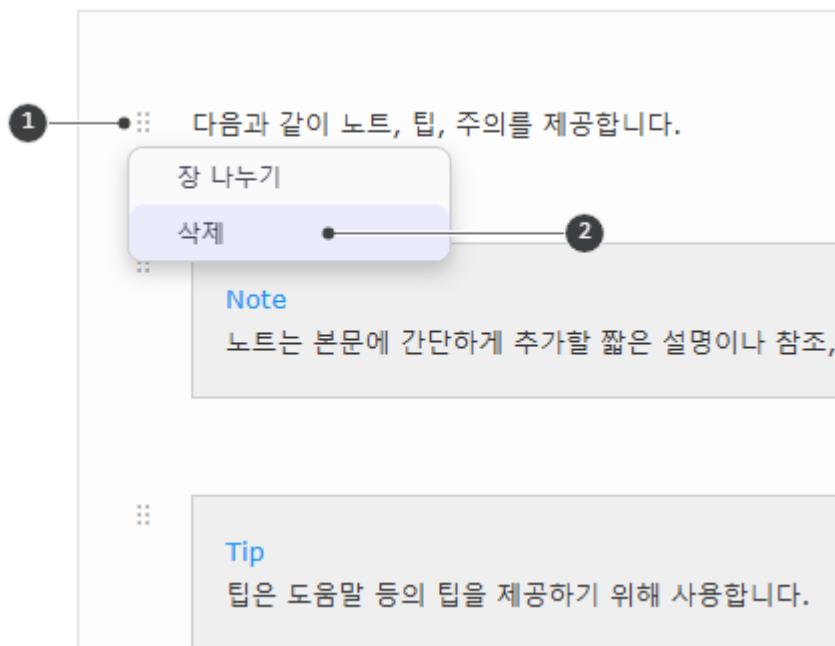 1
다음과 같이 노트, 팁, 주의를 제공합니다.
장 나누기
삭제
2
Note
노트는 본문에 간단하게 추가할 짧은 설명이나 참조,
Tip
팁은 도움말 등의 팁을 제공하기 위해 사용합니다.